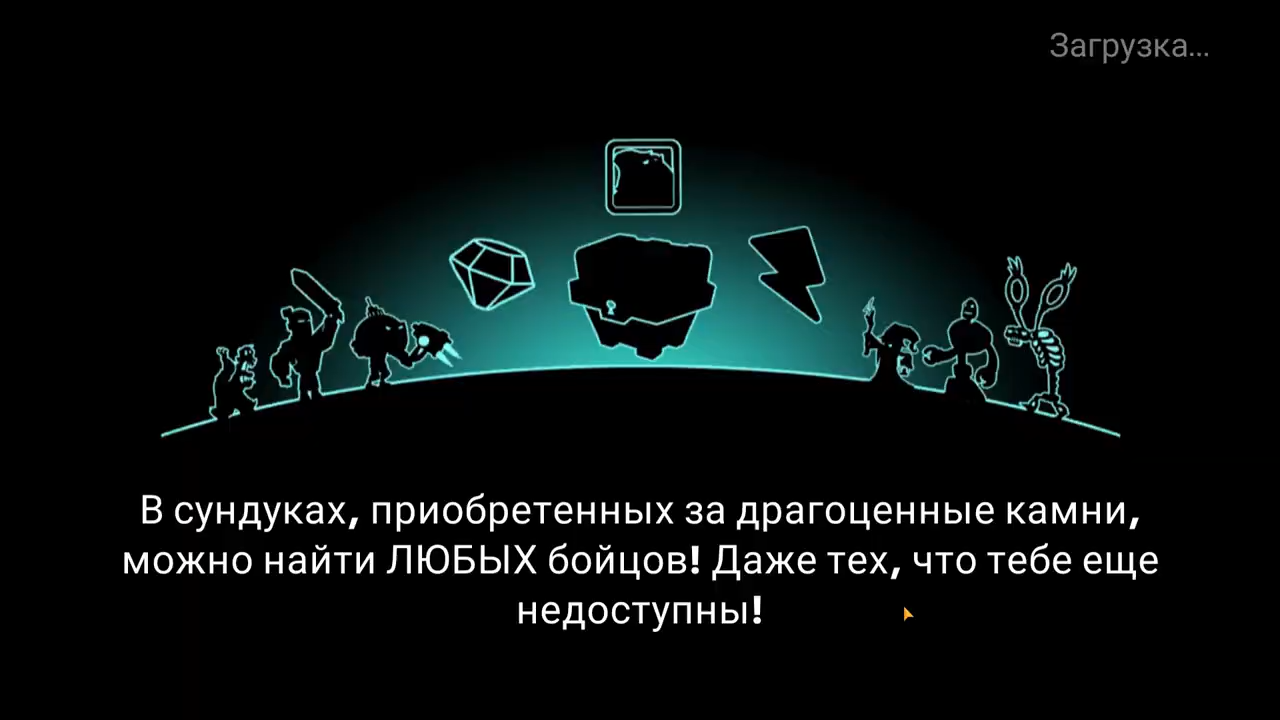 Загрузка...
В сундуках, приобретенных за драгоценные камни,
можно найти ЛЮБЫХ бойцов! Даже тех, что тебе еще
недоступны!